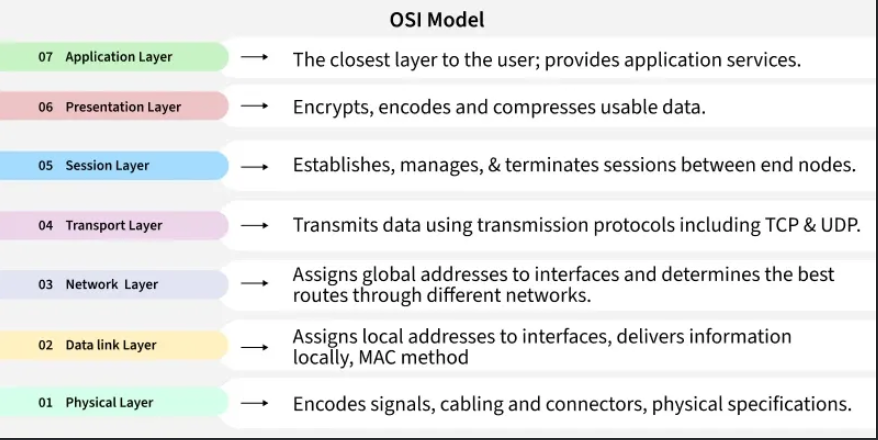 OSI Model
07 Application Layer
The closest layer to the user; provides application services.
06 Presentation Layer
Encrypts, encodes and compresses usable data.
05 Session Layer
Establishes, manages, & terminates sessions between end nodes.
04 Transport Layer
Transmits data using transmission protocols including TCP & UDP.
03 Network Layer
Assigns global addresses to interfaces and determines the best
routes through different networks.
02 Data link Layer
Assigns local addresses to interfaces, delivers information
locally, MAC method
01 Physical Layer
Encodes signals, cabling and connectors, physical specifications.